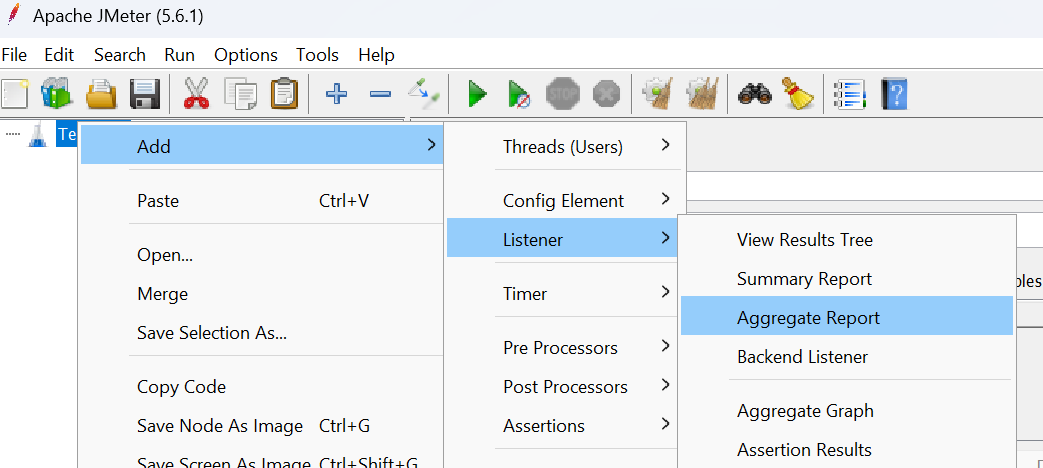 Apache JMeter (5.6.1)
File Edit Search Run Options Tools Help
STOP
Te
Add
Paste Ctrl+V
Open...
Merge
Save Selection As...
Copy Code
Save Node As Image Ctrl+G
Save Screen As Image Ctrl+Shift+G
Threads (Users)
Config Element
Listener
Timer
Pre Processors
Post Processors
Assertions
View Results Tree
Summary Report
Aggregate Report
Backend Listener
Aggregate Graph
Assertion Results
bles